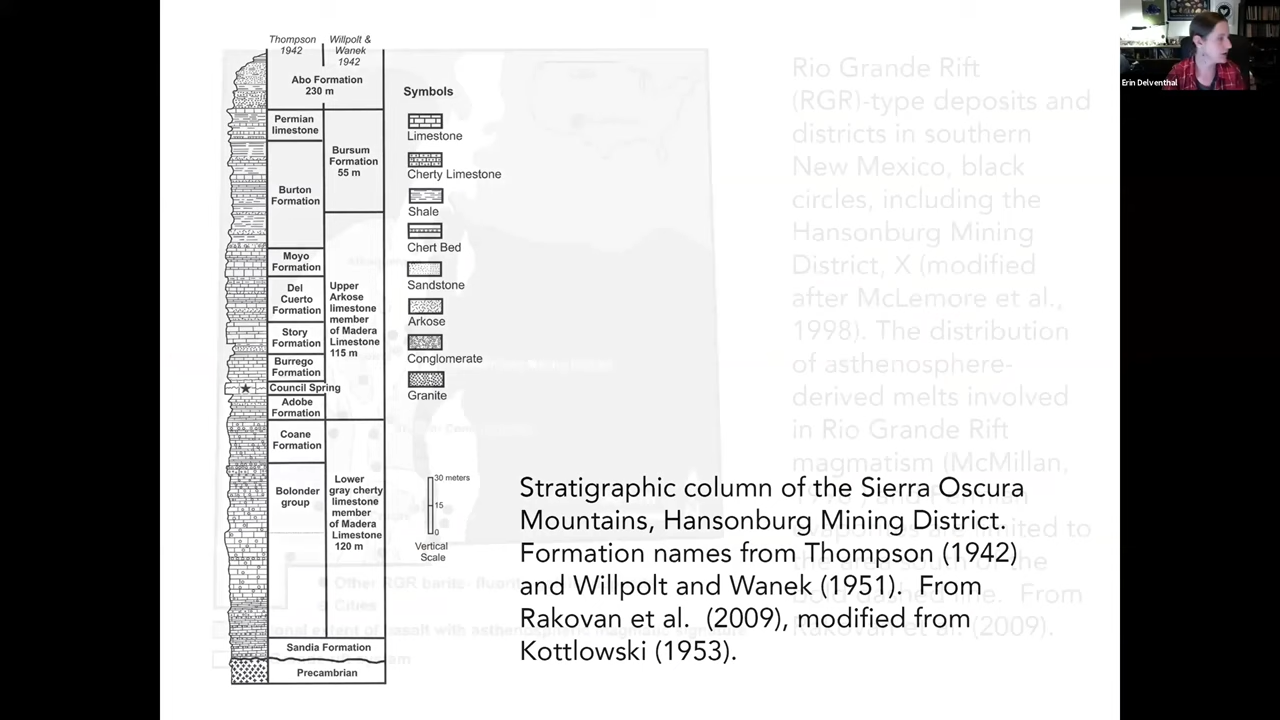 Thompson
1942
Willpolt &
Wanek
1942
Abo Formation
230 m
Permian
limestone
Burton
Formation
Moyo
Formation
Del
Cuerto
Formation
Story
Formation
Burrego
Formation
Council Spring
Adobe
Formation
Coane
Formation
Bolonder
group
Bursum
Formation
55 m
Upper
Arkose
limestone
member
of Madera
Limestone
115 m
Lower
gray cherty
limestone
member
of Madera
Limestone
120 m
Sandia Formation
Precambrian
Symbols
Limestone
Cherty Limestone
Shale
Chert Bed
Sandstone
Arkose
Conglomerate
Granite
30 meters
15
0
Vertical
Scale
Stratigraphic column of the Sierra Oscura
Mountains, Hansonburg Mining District.
Formation names from Thompson (1942)
and Willpolt and Wanek (1951). From
Rakovan et al. (2009), modified from
Kottlowski (1953).
Rio Grande Rift
(RGR)-type deposits and
districts in southern
New Mexico, black
circles, including the
Hansonburg Mining
District, X (modified
after McLemore et al.,
1998). The distribution
of asthenosphere-
derived melts involved
in Rio Grande Rift
magmatism (McMillan,
Erin Delventhal